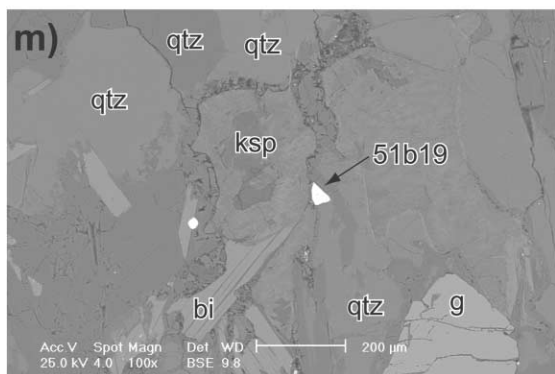 m)
qtz
qtz
qtz
ksp
51b19
bi
qtz
g
Acc.V Spot Magn Det WD
25.0 kV 4.0 100x BSE 9.8
200 µm